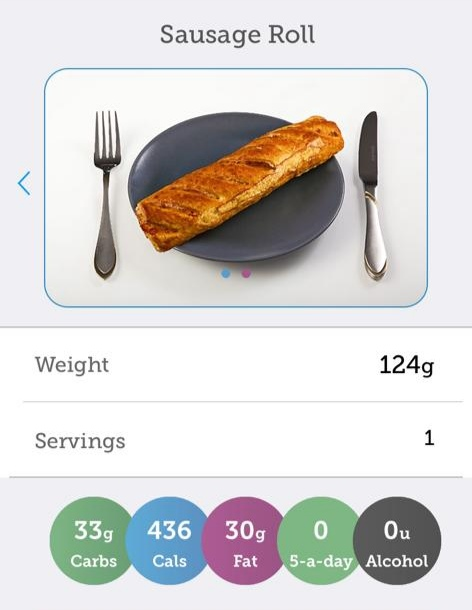 Sausage Roll
Weight 124g
Servings 1
33g 436 30g 0 0u
Carbs Cals Fat 5-a-day Alcohol